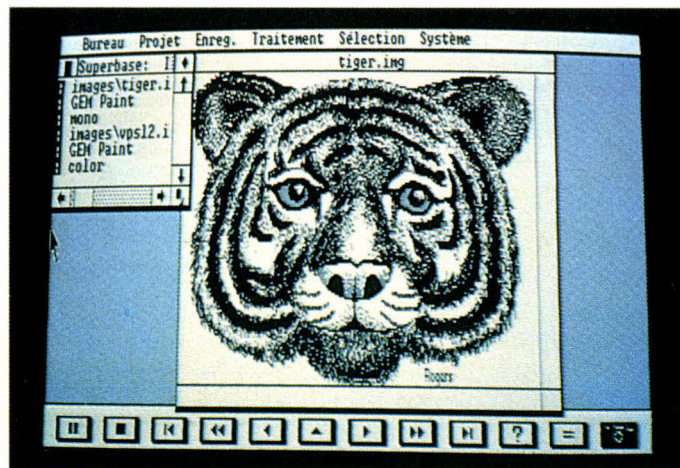 Bureau Projet Enreg. Traitement Sélection Système
Superbase: I
tiger.img
images\tiger.i
GEM Paint
mono
images\vpsl2.i
GEM Paint
color
Rogers
? =